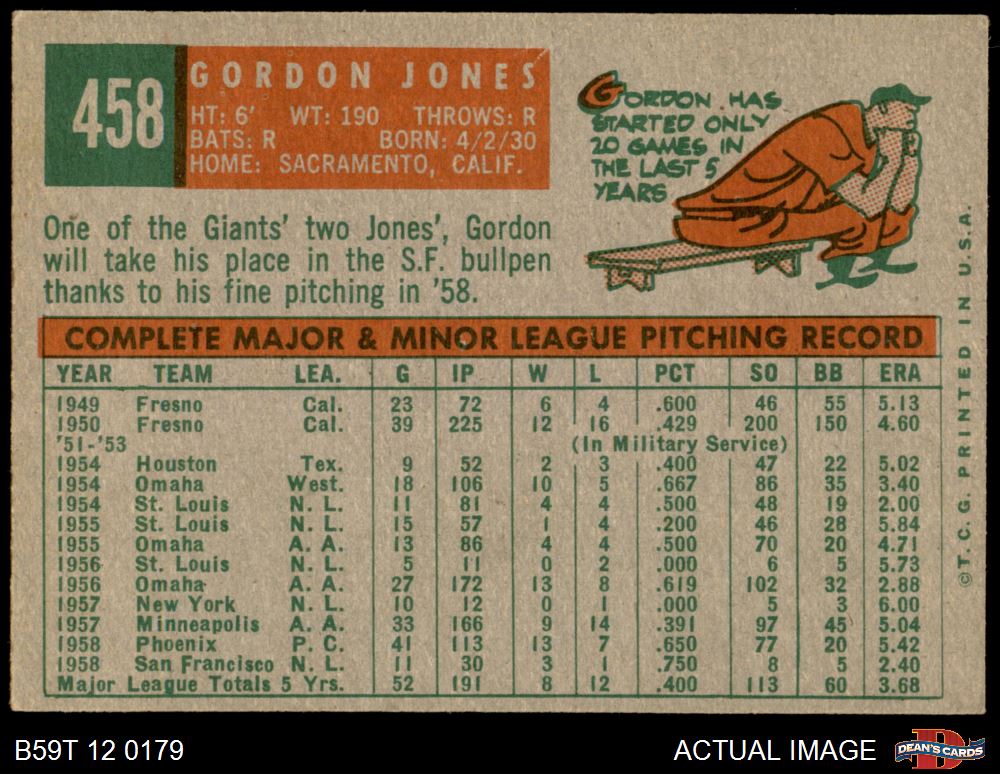 458
GORDON JONES
HT: 6' WT: 190 THROWS: R
BATS: R BORN: 4/2/30
HOME: SACRAMENTO, CALIF.
GORDON HAS
STARTED ONLY
20 GAMES IN
THE LAST 5
YEARS
One of the Giants' two Jones', Gordon
will take his place in the S.F. bullpen
thanks to his fine pitching in '58.
COMPLETE MAJOR & MINOR LEAGUE PITCHING RECORD
YEAR TEAM LEA. G IP W L PCT SO BB ERA
1949 Fresno Cal. 23 72 6 4 .600 46 55 5.13
1950 Fresno Cal. 39 225 12 16 .429 200 150 4.60
'51-'53 (In Military Service)
1954 Houston Tex. 9 52 2 3 .400 47 22 5.02
1954 Omaha West. 18 106 10 5 .667 86 35 3.40
1954 St. Louis N. L. 11 81 4 4 .500 48 19 2.00
1955 St. Louis N. L. 15 57 1 4 .200 46 28 5.84
1955 Omaha A. A. 13 86 4 4 .500 70 20 4.71
1956 St. Louis N. L. 5 11 0 2 .000 6 5 5.73
1956 Omaha A. A. 27 172 13 8 .619 102 32 2.88
1957 New York N. L. 10 12 0 1 .000 5 3 6.00
1957 Minneapolis A. A. 33 166 9 14 .391 97 45 5.04
1958 Phoenix P. C. 41 113 13 7 .650 77 20 5.42
1958 San Francisco N. L. 11 30 3 1 .750 8 5 2.40
Major League Totals 5 Yrs. 52 191 8 12 .400 113 60 3.68
©T.C.G. PRINTED IN U.S.A.
B59T 12 0179
ACTUAL IMAGE
DEAN'S CARDS